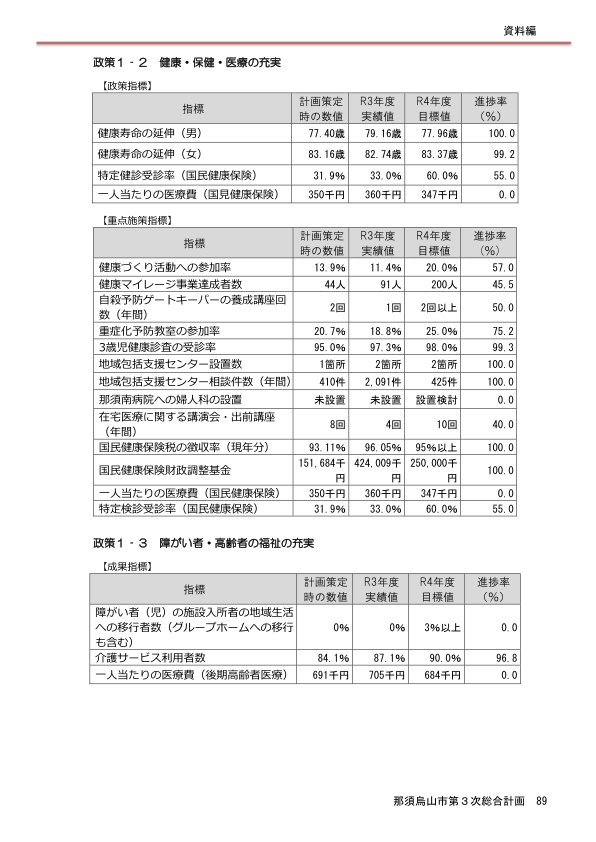 資料編
政策１‐２　健康・保健・医療の充実
【政策指標】
指標 計画策定時の数値 R3年度実績値 R4年度目標値 進捗率（％）
健康寿命の延伸（男） 77.40歳 79.16歳 77.96歳 100.0
健康寿命の延伸（女） 83.16歳 82.74歳 83.37歳 99.2
特定健診受診率（国民健康保険） 31.9% 33.0% 60.0% 55.0
一人当たりの医療費（国見健康保険） 350千円 360千円 347千円 0.0
【重点施策指標】
指標 計画策定時の数値 R3年度実績値 R4年度目標値 進捗率（％）
健康づくり活動への参加率 13.9% 11.4% 20.0% 57.0
健康マイレージ事業達成者数 44人 91人 200人 45.5
自殺予防ゲートキーパーの養成講座回数（年間） 2回 1回 2回以上 50.0
重症化予防教室の参加率 20.7% 18.8% 25.0% 75.2
3歳児健康診査の受診率 95.0% 97.3% 98.0% 99.3
地域包括支援センター設置数 1箇所 2箇所 2箇所 100.0
地域包括支援センター相談件数（年間） 410件 2,091件 425件 100.0
那須南病院への婦人科の設置 未設置 未設置 設置検討 0.0
在宅医療に関する講演会・出前講座（年間） 8回 4回 10回 40.0
国民健康保険税の徴収率（現年分） 93.11% 96.05% 95%以上 100.0
国民健康保険財政調整基金 151,684千円 424,009千円 250,000千円 100.0
一人当たりの医療費（国民健康保険） 350千円 360千円 347千円 0.0
特定検診受診率（国民健康保険） 31.9% 33.0% 60.0% 55.0
政策１‐３　障がい者・高齢者の福祉の充実
【成果指標】
指標 計画策定時の数値 R3年度実績値 R4年度目標値 進捗率（％）
障がい者（児）の施設入所者の地域生活への移行者数（グループホームへの移行も含む） 0% 0% 3%以上 0.0
介護サービス利用者数 84.1% 87.1% 90.0% 96.8
一人当たりの医療費（後期高齢者医療） 691千円 705千円 684千円 0.0
那須烏山市第３次総合計画　89